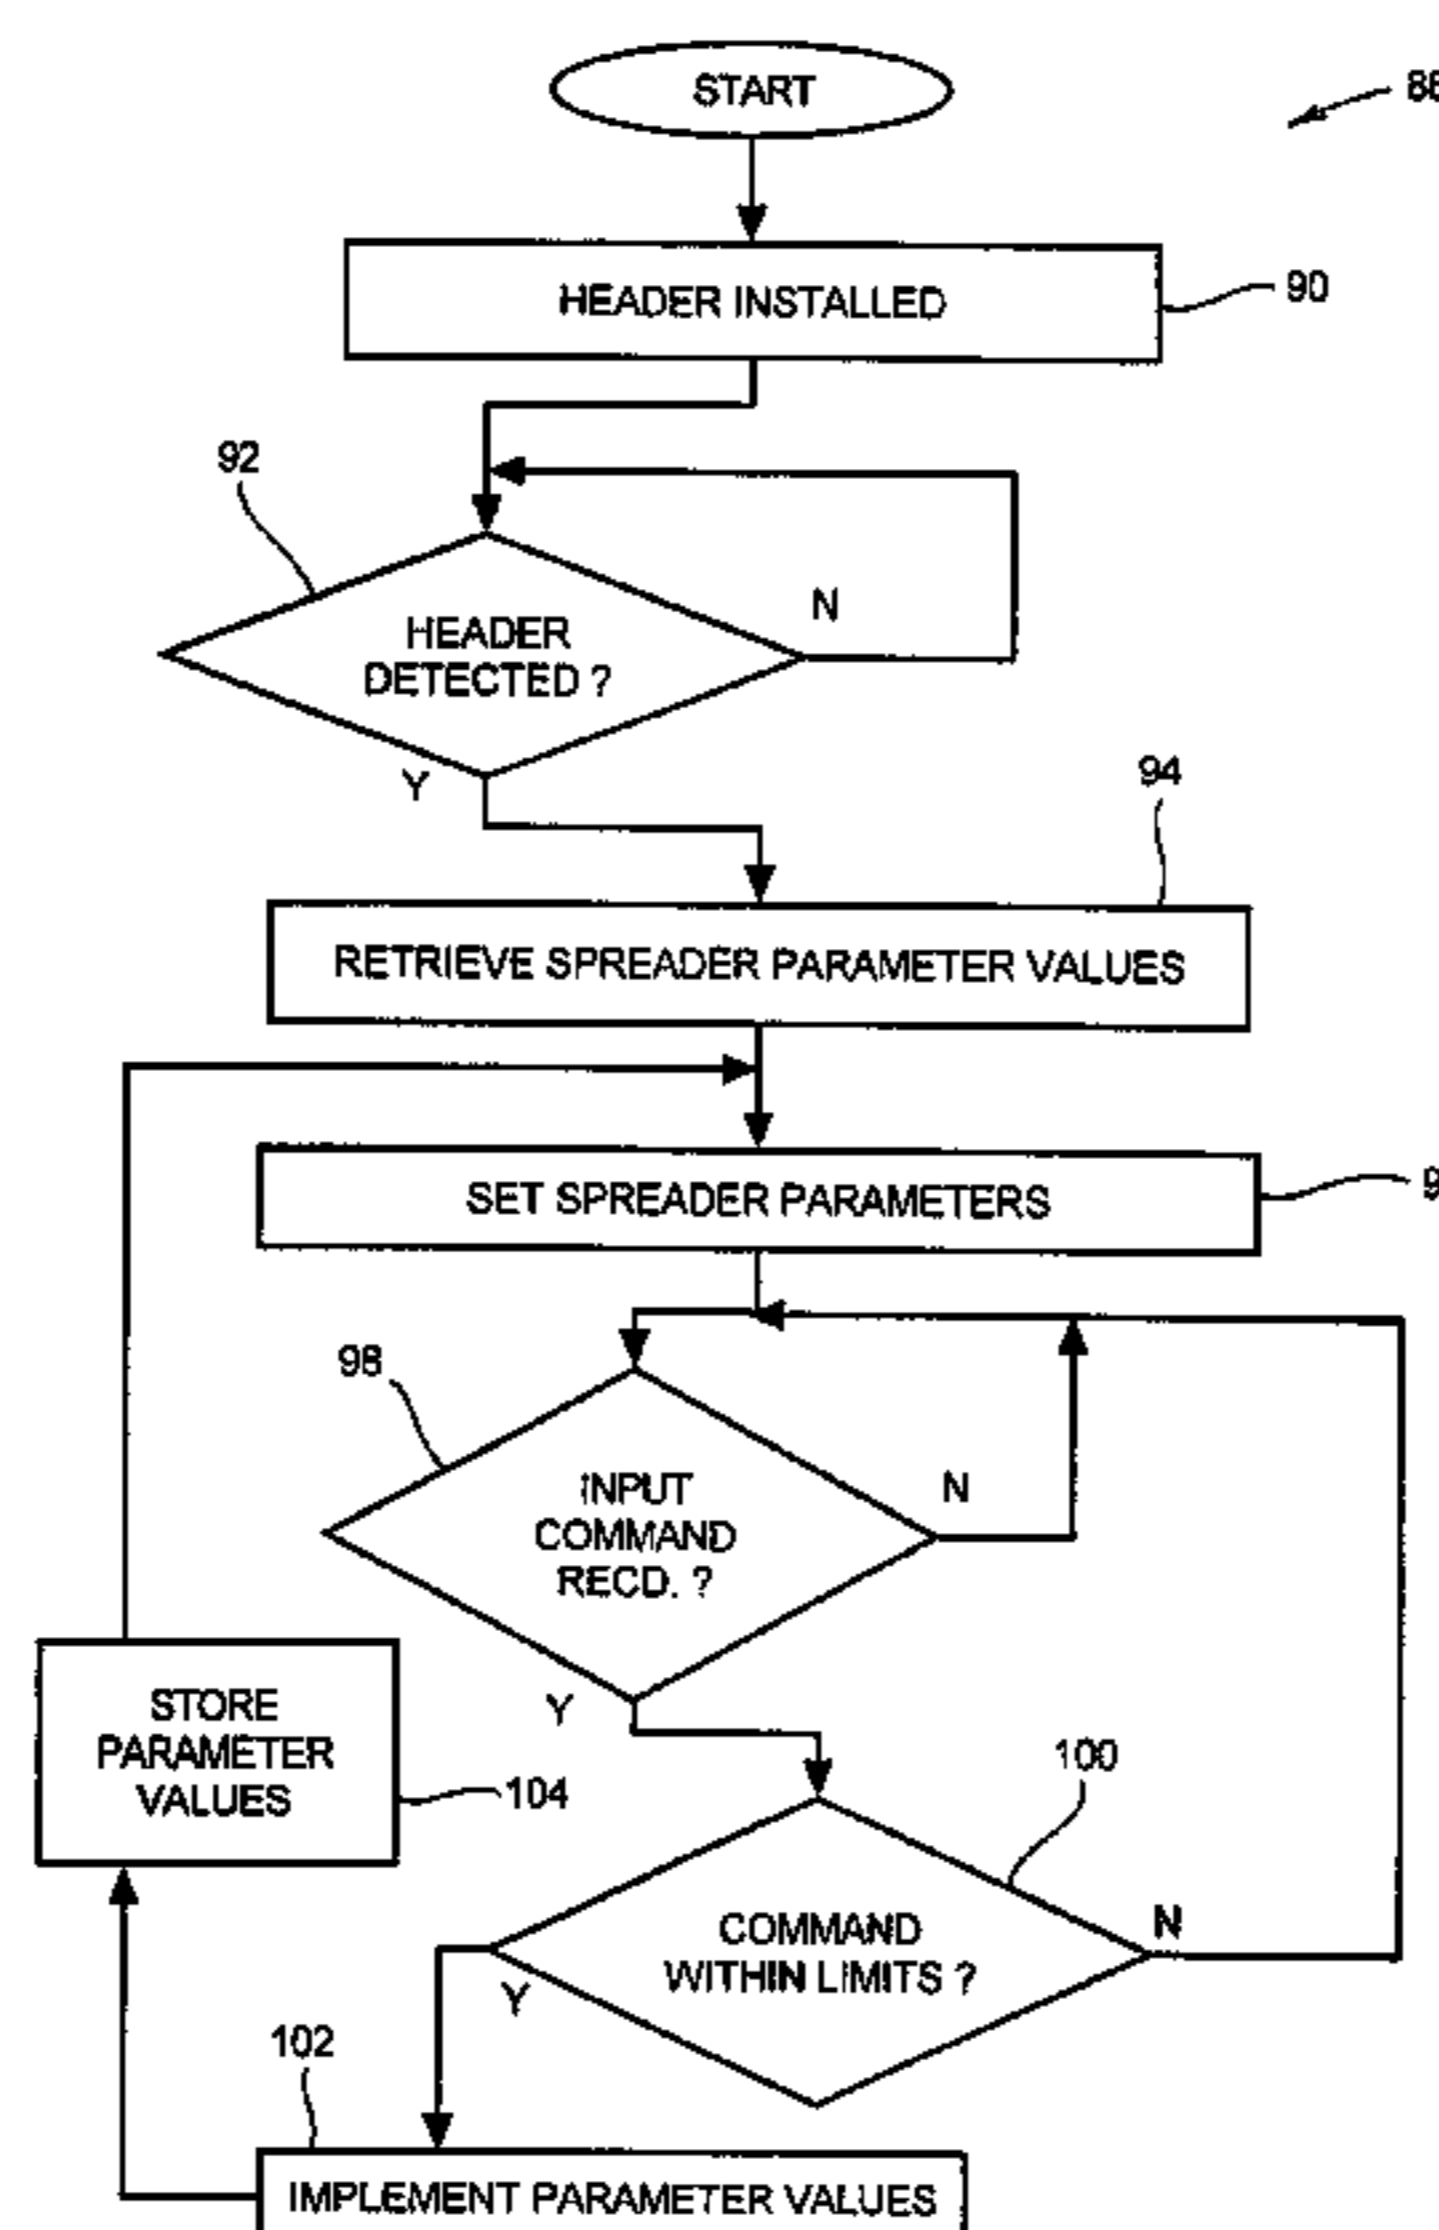 START
90
HEADER INSTALLED
92
N
HEADER
DETECTED ?
Y
94
RETRIEVE SPREADER PARAMETER VALUES
SET SPREADER PARAMETERS
98
INPUT
COMMAND
RECD. ?
N
Y
STORE
PARAMETER
VALUES
104
100
COMMAND
WITHIN LIMITS ?
N
Y
102
IMPLEMENT PARAMETER VALUES